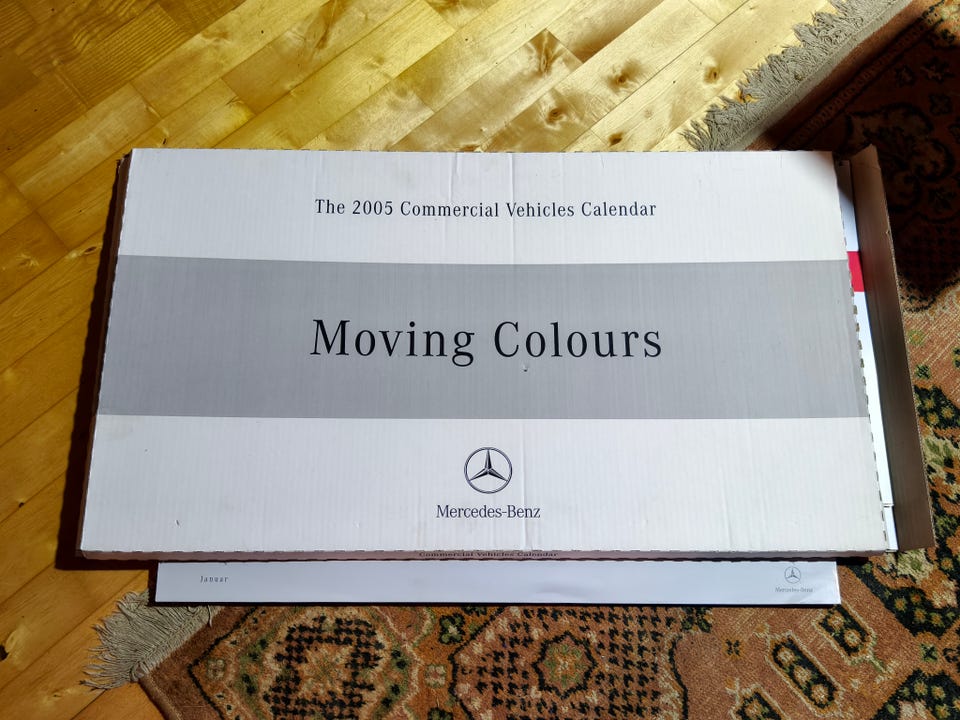 The 2005 Commercial Vehicles Calendar
Moving Colours
Mercedes-Benz
Commercial Vehicles Calendar
Januar
Mercedes-Benz